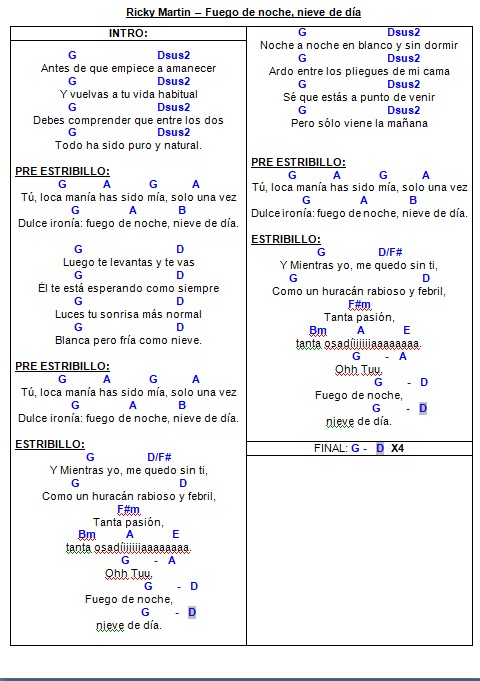 Ricky Martin – Fuego de noche, nieve de día
INTRO:
G Dsus2
Antes de que empiece a amanecer
G Dsus2
Y vuelvas a tu vida habitual
G Dsus2
Debes comprender que entre los dos
G Dsus2
Todo ha sido puro y natural.
PRE ESTRIBILLO:
G A G A
Tú, loca manía has sido mía, solo una vez
G A B
Dulce ironía: fuego de noche, nieve de día.
G D
Luego te levantas y te vas
G D
Él te está esperando como siempre
G D
Luces tu sonrisa más normal
G D
Blanca pero fría como nieve.
PRE ESTRIBILLO:
G A G A
Tú, loca manía has sido mía, solo una vez
G A B
Dulce ironía: fuego de noche, nieve de día.
ESTRIBILLO:
G D/F#
Y Mientras yo, me quedo sin ti,
G D
Como un huracán rabioso y febril,
F#m
Tanta pasión,
Bm A E
tanta osadíiiiiiiaaaaaaaa.
G - A
Ohh Tuu.
G - D
Fuego de noche,
G - D
nieve de día.
G Dsus2
Noche a noche en blanco y sin dormir
G Dsus2
Ardo entre los pliegues de mi cama
G Dsus2
Sé que estás a punto de venir
G Dsus2
Pero sólo viene la mañana
PRE ESTRIBILLO:
G A G A
Tú, loca manía has sido mía, solo una vez
G A B
Dulce ironía: fuego de noche, nieve de día.
ESTRIBILLO:
G D/F#
Y Mientras yo, me quedo sin ti,
G D
Como un huracán rabioso y febril,
F#m
Tanta pasión,
Bm A E
tanta osadíiiiiiiaaaaaaaa.
G - A
Ohh Tuu.
G - D
Fuego de noche,
G - D
nieve de día.
FINAL: G - D X4